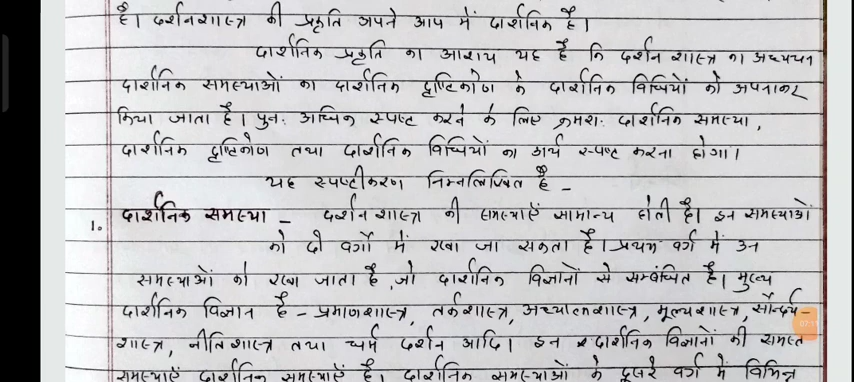 है। दर्शनशास्त्र की प्रकृति अपने आप में दार्शनिक है।
दार्शनिक प्रकृति का आशय यह है कि दर्शन शास्त्र का अध्ययन
दार्शनिक समस्याओं का दार्शनिक दृष्टिकोण के दार्शनिक विधियों को अपनाकर
किया जाता है। पुनः अधिक स्पष्ट करने के लिए क्रमशः दार्शनिक समस्या,
दार्शनिक दृष्टिकोण तथा दार्शनिक विधियों का अर्थ स्पष्ट करना होगा।
यह स्पष्टीकरण निम्नलिखित है -
1. दार्शनिक समस्या - दर्शन शास्त्र की समस्याएँ सामान्य होती है। इन समस्याओं
को दो वर्गों में रखा जा सकता है। प्रथम वर्ग में उन
समस्याओं को रखा जाता है, जो दार्शनिक विज्ञानों से सम्बंधित है। मुख्य
दार्शनिक विज्ञान है - प्रमाणशास्त्र, तर्कशास्त्र, अध्यात्मशास्त्र, मूल्यशास्त्र, सौन्दर्य-
शास्त्र, नीतिशास्त्र तथा धर्म दर्शन आदि। इन दार्शनिक विज्ञानों की समस्त
समस्याएँ दार्शनिक समस्याएँ है। दार्शनिक समस्याओं के दूसरे वर्ग में विभिन्न